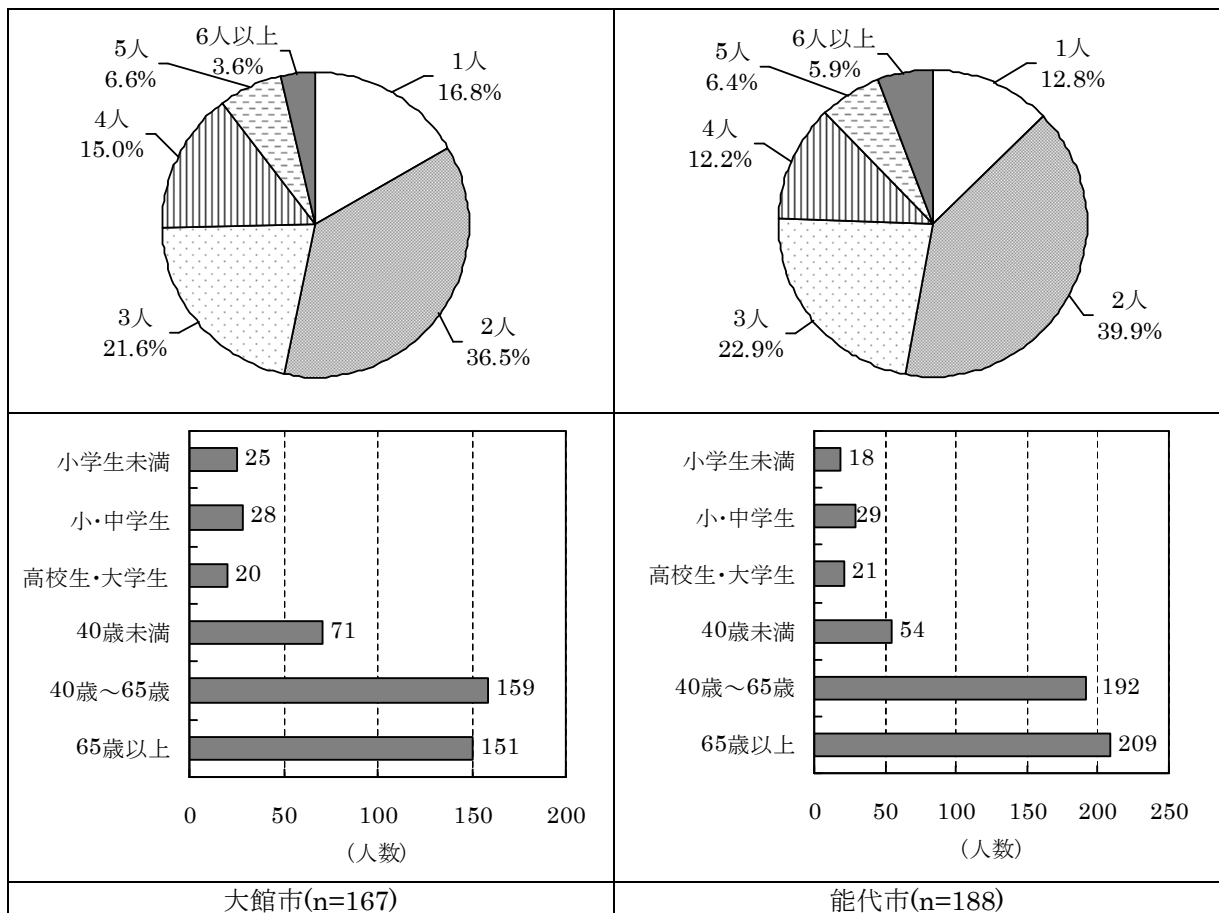 6人以上
3.6%
5人
6.6%
4人
15.0%
3人
21.6%
1人
16.8%
2人
36.5%
6人以上
5.9%
5人
6.4%
4人
12.2%
3人
22.9%
1人
12.8%
2人
39.9%
小学生未満 25
小・中学生 28
高校生・大学生 20
40歳未満 71
40歳～65歳 159
65歳以上 151
0 50 100 150 200
(人数)
小学生未満 18
小・中学生 29
高校生・大学生 21
40歳未満 54
40歳～65歳 192
65歳以上 209
0 50 100 150 200 250
(人数)
大館市(n=167)
能代市(n=188)